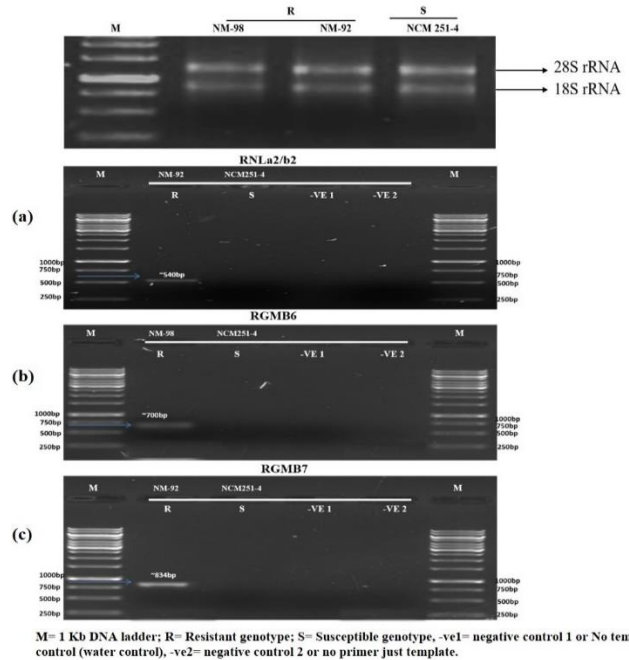 R S
M NM-98 NM-92 NCM 251-4
28S rRNA
18S rRNA
RNLa2/b2
M NM-92 NCM251-4 M
R S -VE 1 -VE 2
(a)
1000bp 1000bp
750bp 750bp
~540bp
500bp 500bp
250bp 250bp
RGMB6
M NM-98 NCM251-4 M
R S -VE 1 -VE 2
(b)
~700bp
1000bp 1000bp
750bp 750bp
500bp 500bp
250bp 250bp
RGMB7
M NM-92 NCM251-4 M
R S -VE 1 -VE 2
(c)
~834bp
1000bp 1000bp
750bp 750bp
500bp 500bp
250bp 250bp
M= 1 Kb DNA ladder; R= Resistant genotype; S= Susceptible genotype, -ve1= negative control 1 or No tem
control (water control), -ve2= negative control 2 or no primer just template.